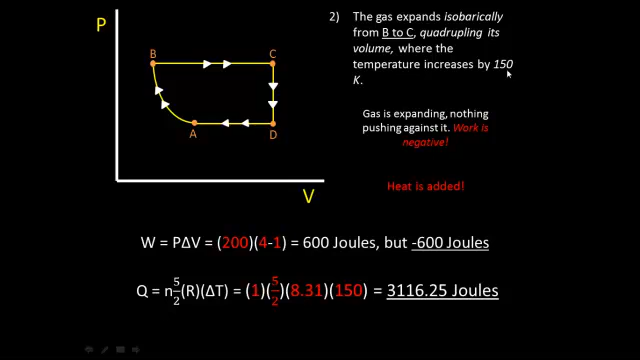 P
2) The gas expands isobarically
from B to C, quadrupling its
volume, where the
temperature increases by 150
K.
B
C
A
D
V
Gas is expanding, nothing
pushing against it. Work is
negative!
Heat is added!
W = PΔV = (200)(4-1) = 600 Joules, but -600 Joules
Q = n5/2(R)(ΔT) = (1)(5/2)(8.31)(150) = 3116.25 Joules